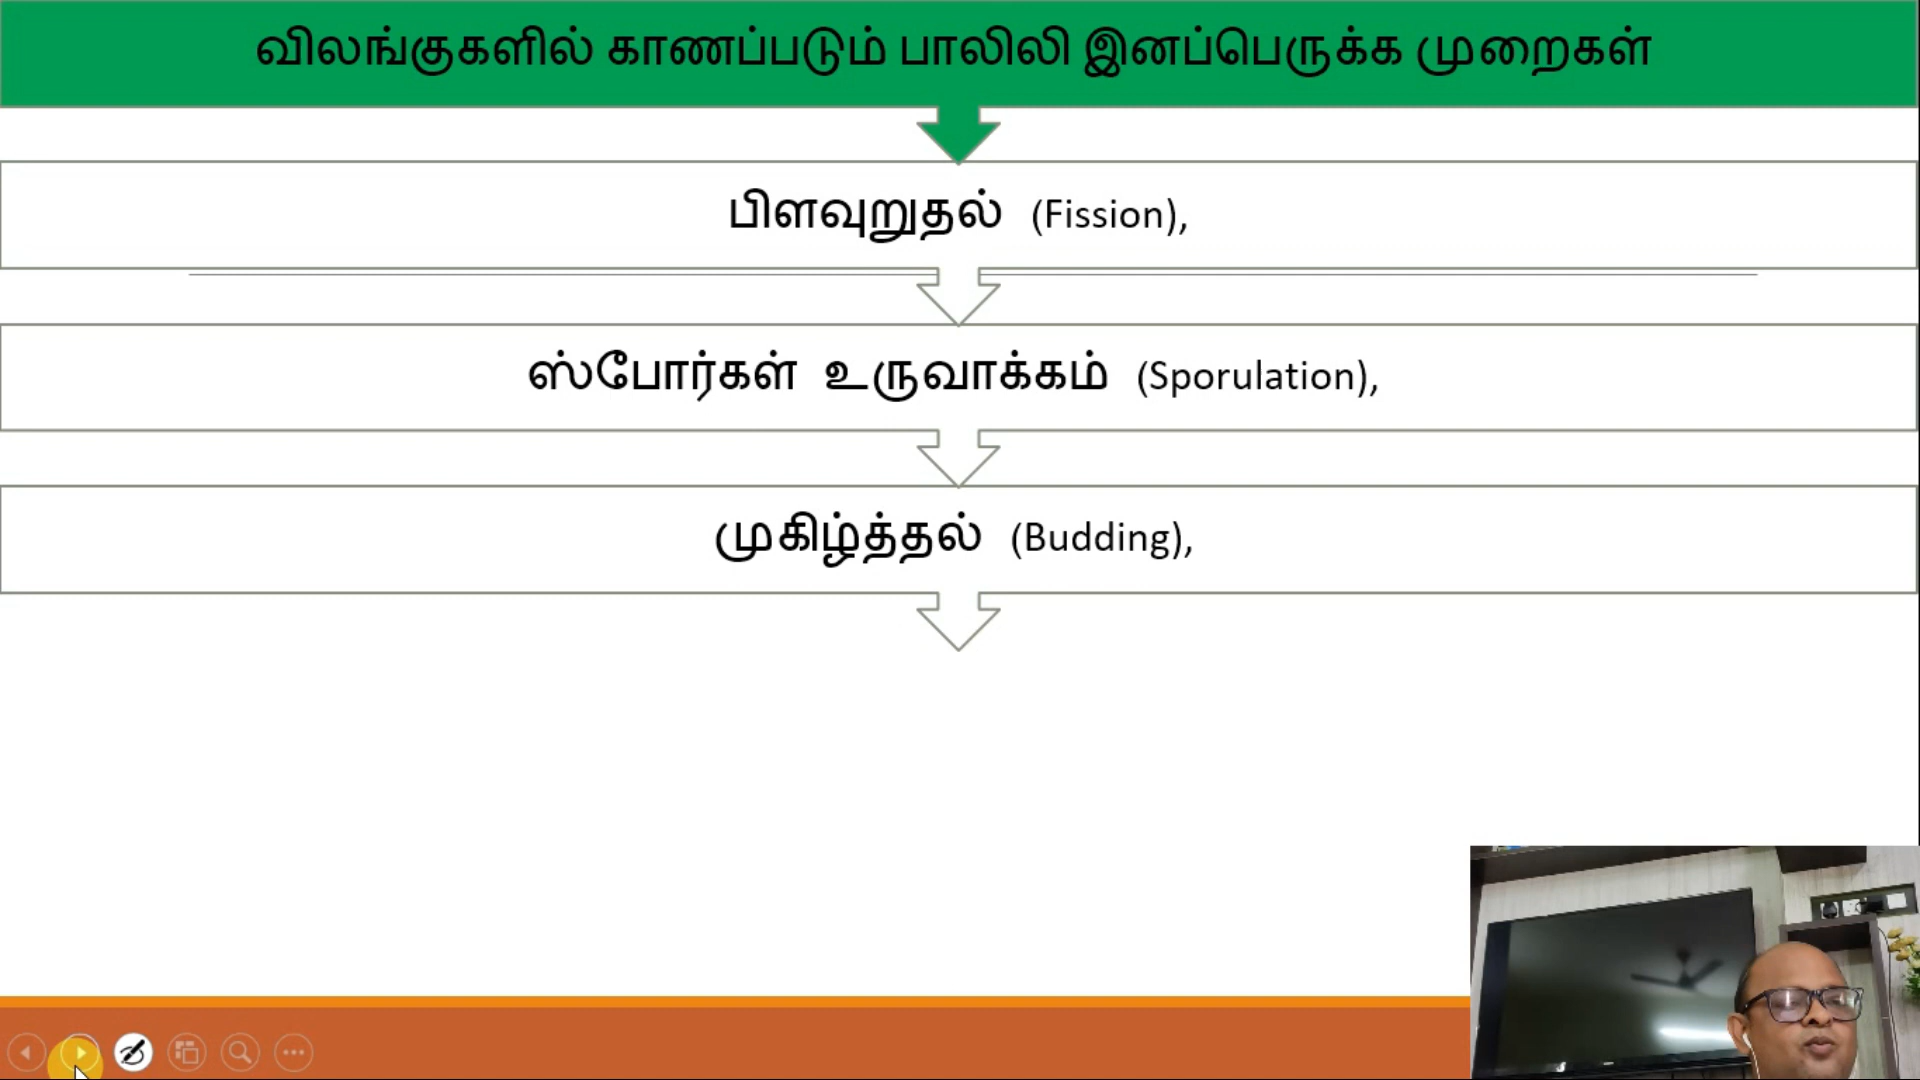 விலங்குகளில் காணப்படும் பாலிலி இனப்பெருக்க முறைகள்
பிளவுறுதல் (Fission),
ஸ்போர்கள் உருவாக்கம் (Sporulation),
முகிழ்த்தல் (Budding),